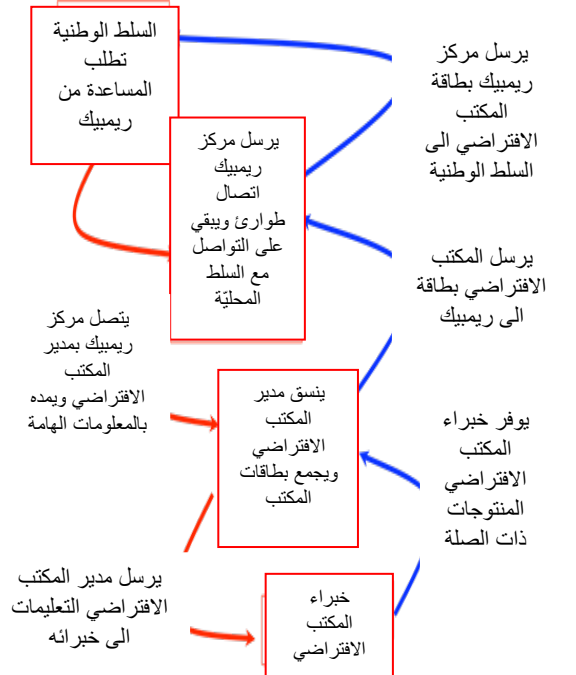 السلط الوطنية
تطلب
المساعدة من
ريمبيك
يرسل مركز
ريمبيك بطاقة
المكتب
الافتراضي الى
السلط الوطنية
يرسل مركز
ريمبيك
اتصال
طوارئ ويبقي
على التواصل
مع السلط
المحليّة
يرسل المكتب
الافتراضي بطاقة
الى ريمبيك
يتصل مركز
ريمبيك بمدير
المكتب
الافتراضي ويمده
بالمعلومات الهامة
ينسق مدير
المكتب
الافتراضي
ويجمع بطاقات
المكتب
يوفر خبراء
المكتب
الافتراضي
المنتوجات
ذات الصلة
يرسل مدير المكتب
الافتراضي التعليمات
الى خبرائه
خبراء
المكتب
الافتراضي